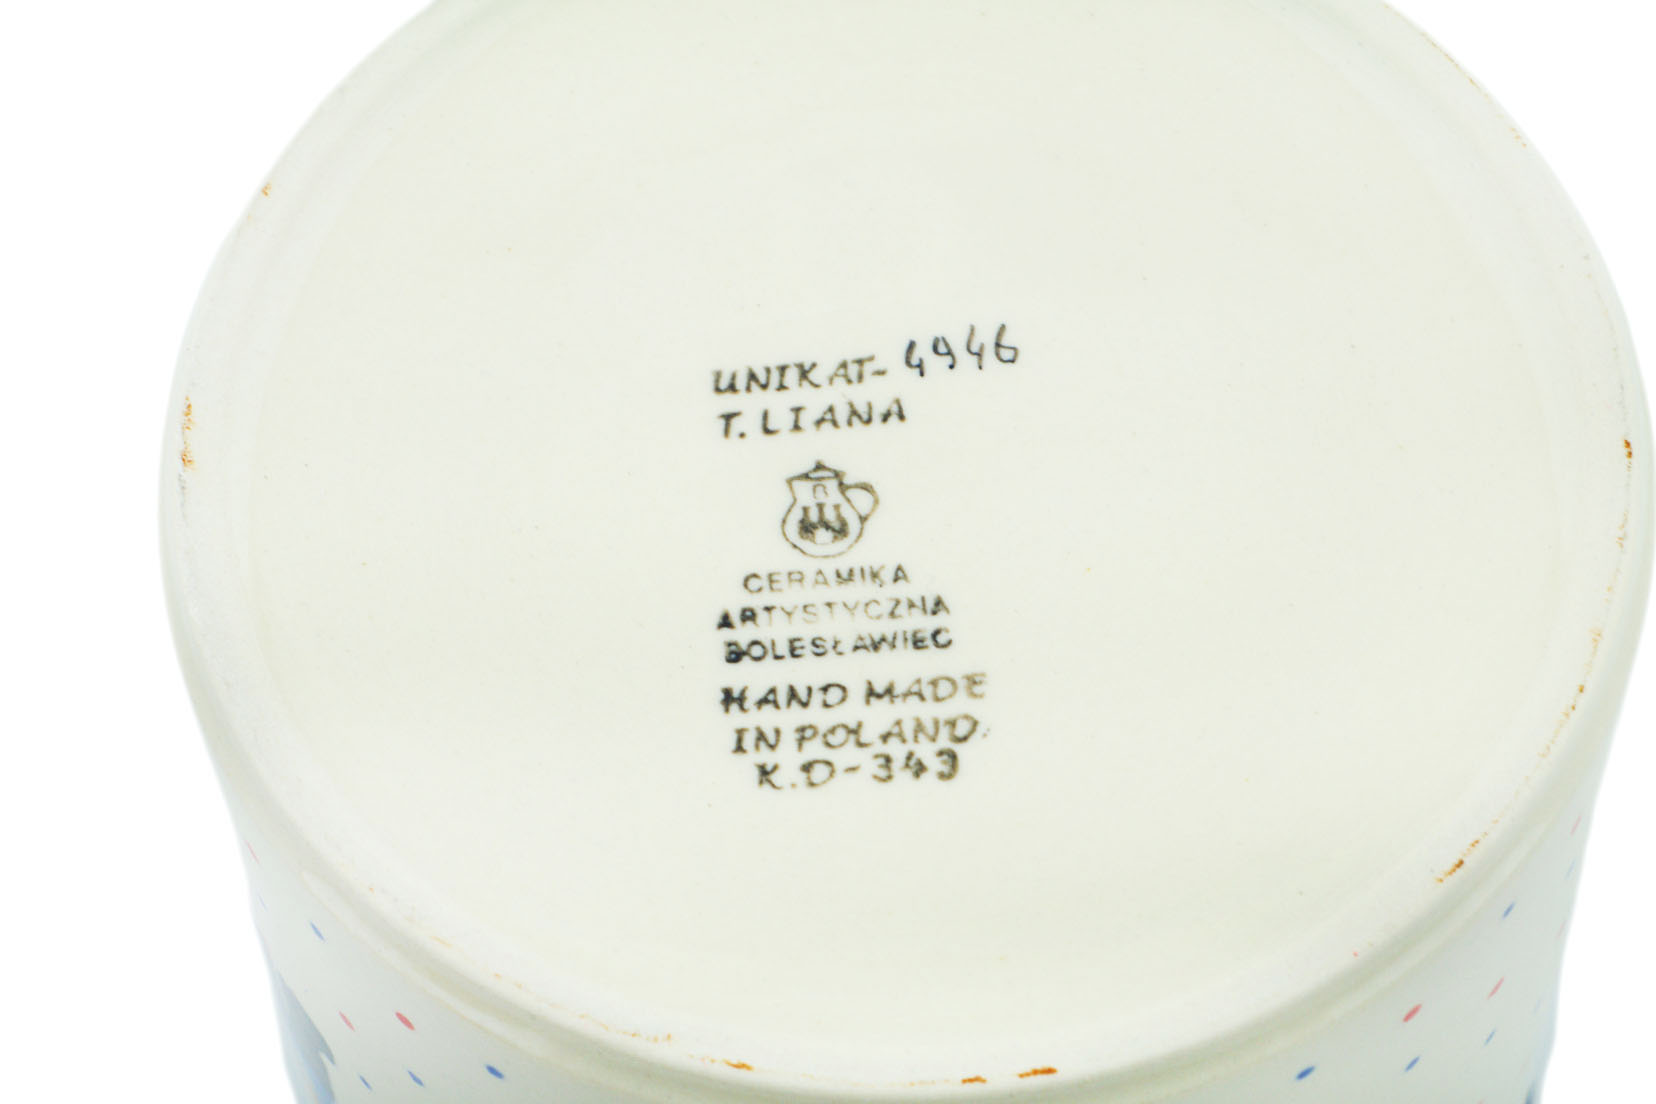 UNIKAT- 4946
T. LIANA
CERAMIKA
ARTYSTYCZNA
BOLESŁAWIEC
HAND MADE
IN POLAND.
K.D-343